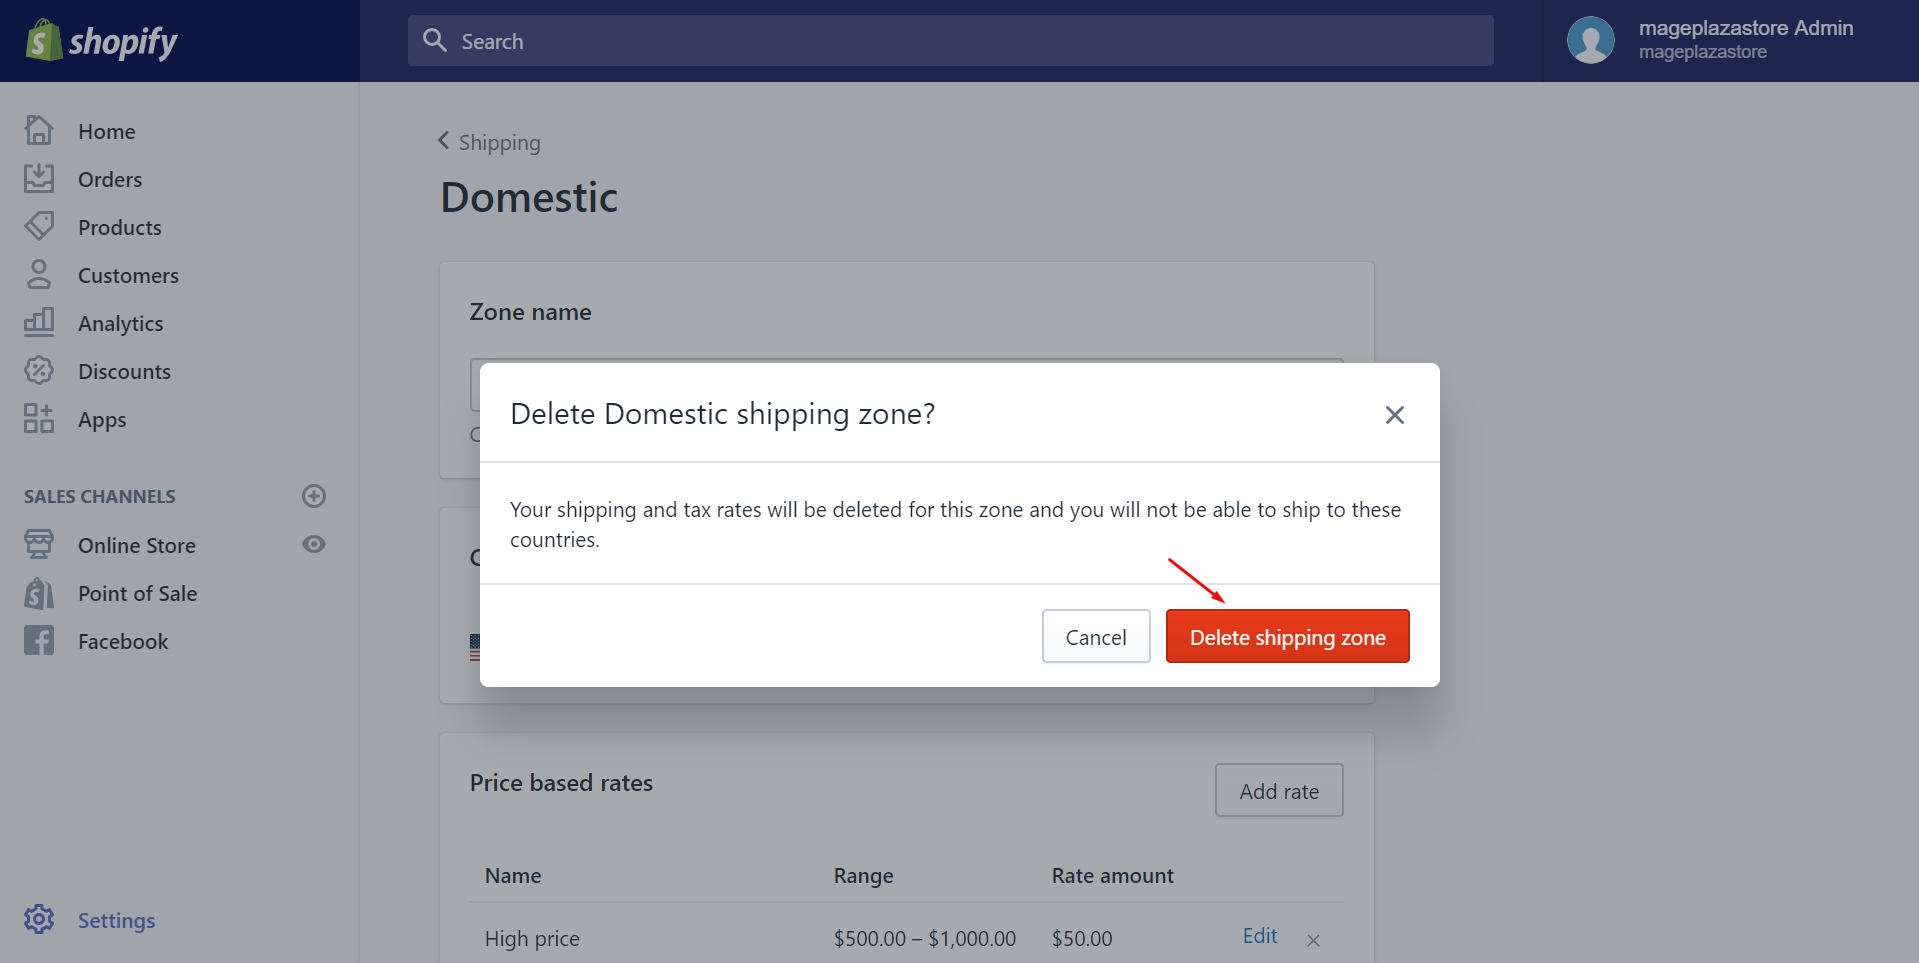 shopify
Search
mageplazastore Admin
mageplazastore
Home
Orders
Products
Customers
Analytics
Discounts
Apps
SALES CHANNELS
Online Store
Point of Sale
Facebook
Settings
Shipping
Domestic
Zone name
Delete Domestic shipping zone?
Your shipping and tax rates will be deleted for this zone and you will not be able to ship to these
countries.
Cancel
Delete shipping zone
Price based rates
Add rate
Name Range Rate amount
High price $500.00 – $1,000.00 $50.00 Edit